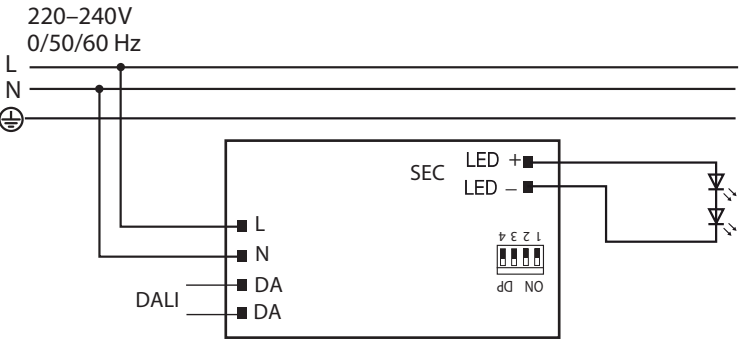 220–240V
0/50/60 Hz
L
N
LED +
SEC
LED –
L
N
1 2 3 4
ON DP
DALI
DA
DA